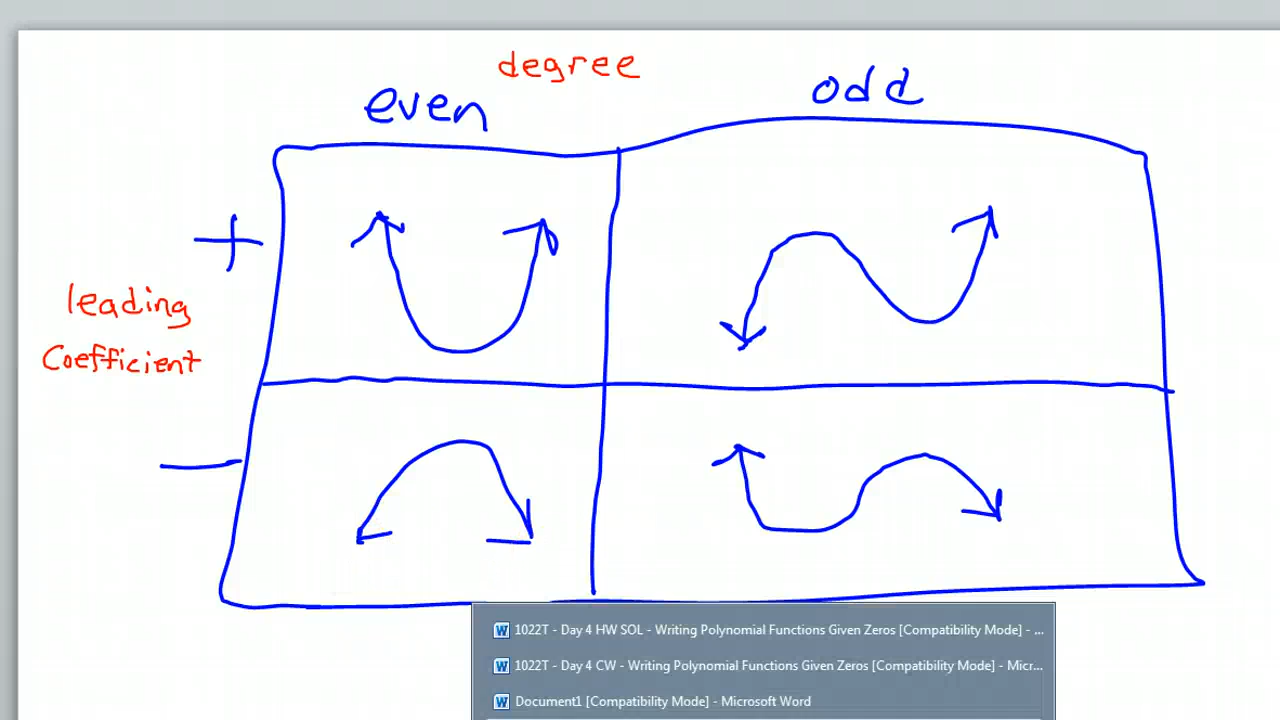 degree
even
odd
+
leading
Coefficient
—
1022T - Day 4 HW SOL - Writing Polynomial Functions Given Zeros [Compatibility Mode] - ...
1022T - Day 4 CW - Writing Polynomial Functions Given Zeros [Compatibility Mode] - Micr...
Document1 [Compatibility Mode] - Microsoft Word